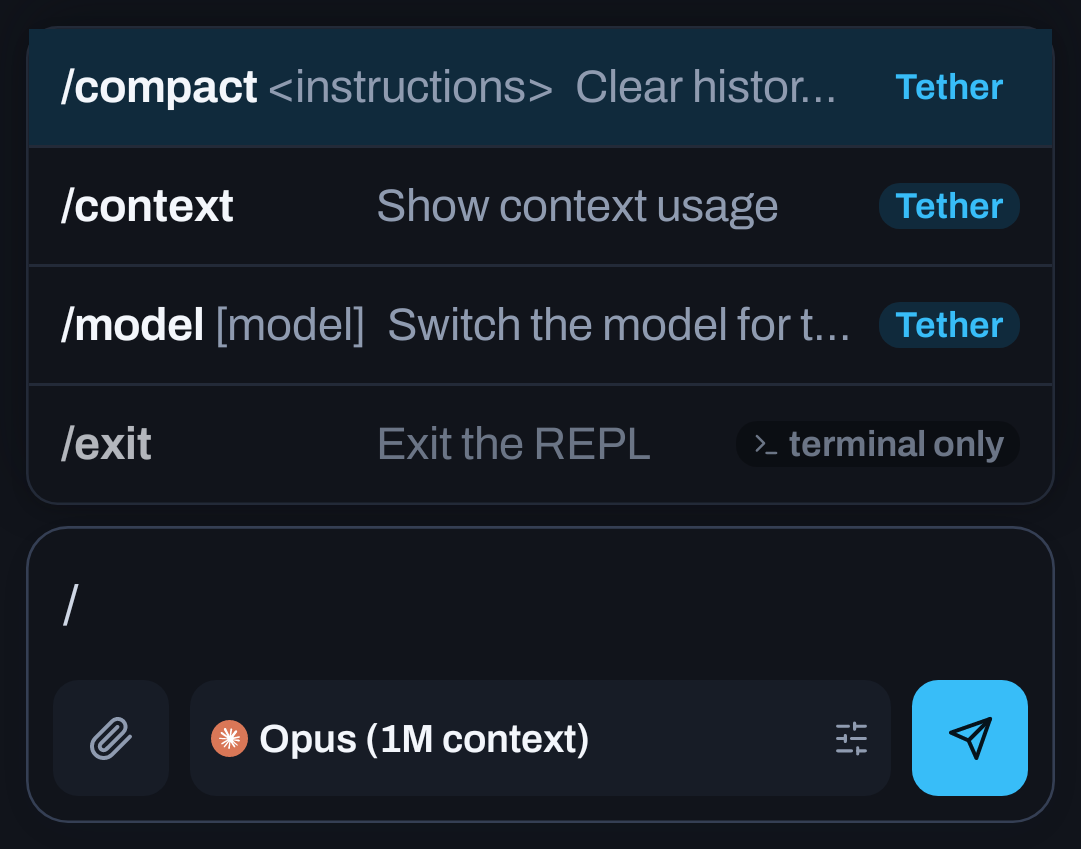 /compact <instructions> Clear histor... Tether
/context Show context usage Tether
/model [model] Switch the model for t... Tether
/exit Exit the REPL terminal only
/
Opus (1M context)